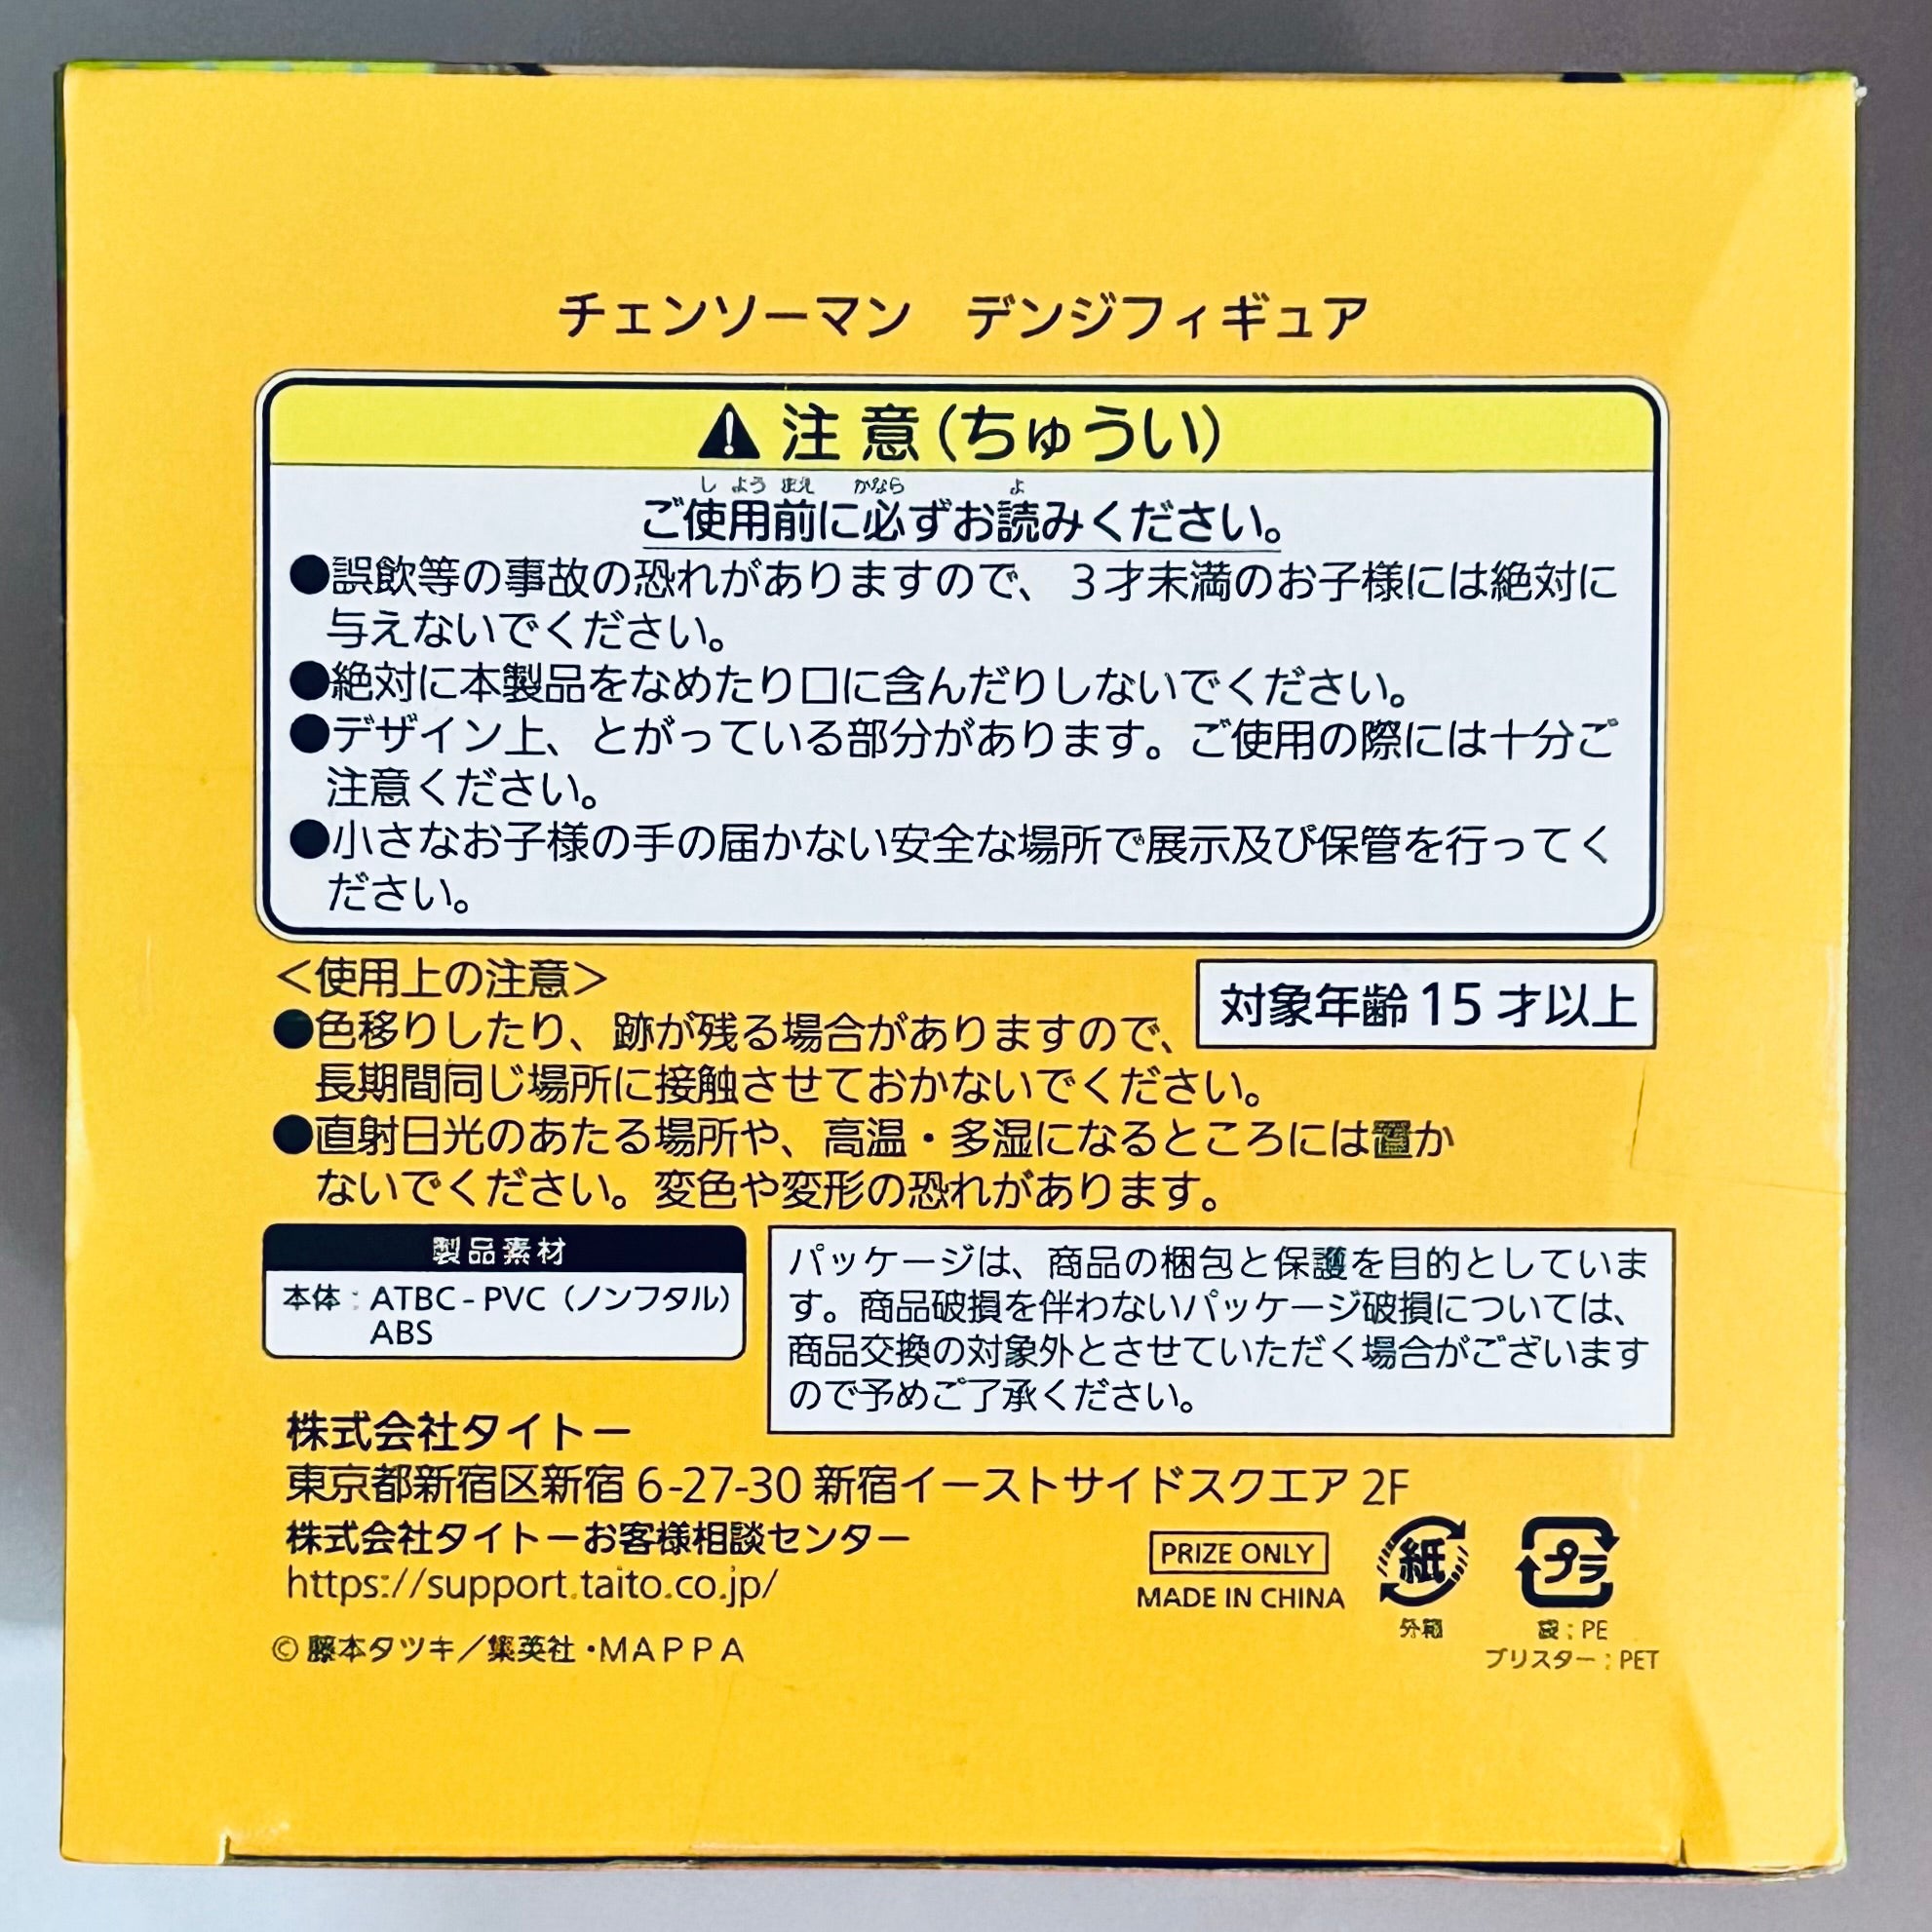 チェンソーマン　デンジフィギュア
注意（ちゅうい）
しようまえ かなら よ
ご使用前に必ずお読みください。
●誤飲等の事故の恐れがありますので、３才未満のお子様には絶対に
与えないでください。
●絶対に本製品をなめたり口に含んだりしないでください。
●デザイン上、とがっている部分があります。ご使用の際には十分ご
注意ください。
●小さなお子様の手の届かない安全な場所で展示及び保管を行ってく
ださい。
＜使用上の注意＞
対象年齢 15 才以上
●色移りしたり、跡が残る場合がありますので、
長期間同じ場所に接触させておかないでください。
●直射日光のあたる場所や、高温・多湿になるところには置か
ないでください。変色や変形の恐れがあります。
製品素材
本体：ATBC-PVC（ノンフタル）
ABS
パッケージは、商品の梱包と保護を目的としていま
す。商品破損を伴わないパッケージ破損については、
商品交換の対象外とさせていただく場合がございます
ので予めご了承ください。
株式会社タイトー
東京都新宿区新宿 6-27-30 新宿イーストサイドスクエア 2F
株式会社タイトーお客様相談センター
https://support.taito.co.jp/
©藤本タツキ／集英社・MAPPA
PRIZE ONLY
MADE IN CHINA
紙
外箱
プラ
袋：PE
ブリスター：PET